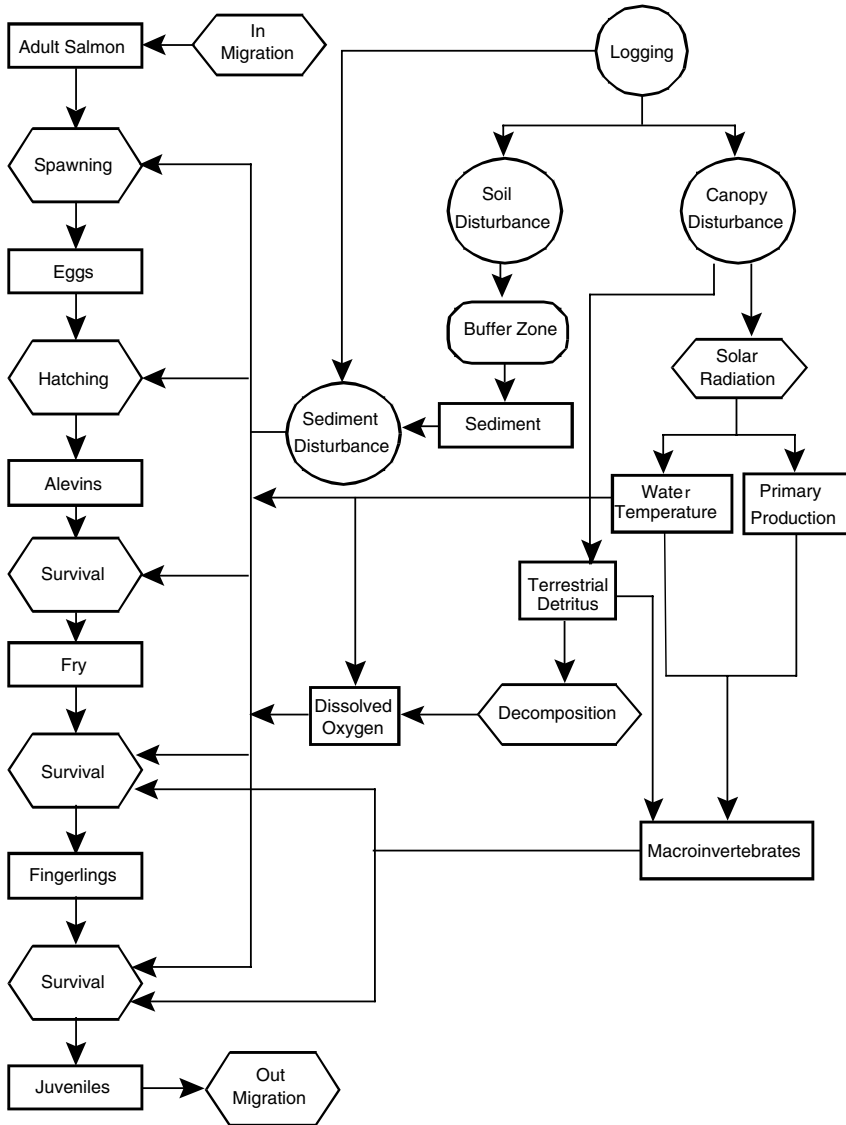 Adult Salmon
In
Migration
Logging
Spawning
Soil
Disturbance
Canopy
Disturbance
Eggs
Buffer Zone
Solar
Radiation
Hatching
Sediment
Disturbance
Sediment
Alevins
Water
Temperature
Primary
Production
Survival
Terrestrial
Detritus
Fry
Dissolved
Oxygen
Decomposition
Survival
Macroinvertebrates
Fingerlings
Survival
Juveniles
Out
Migration